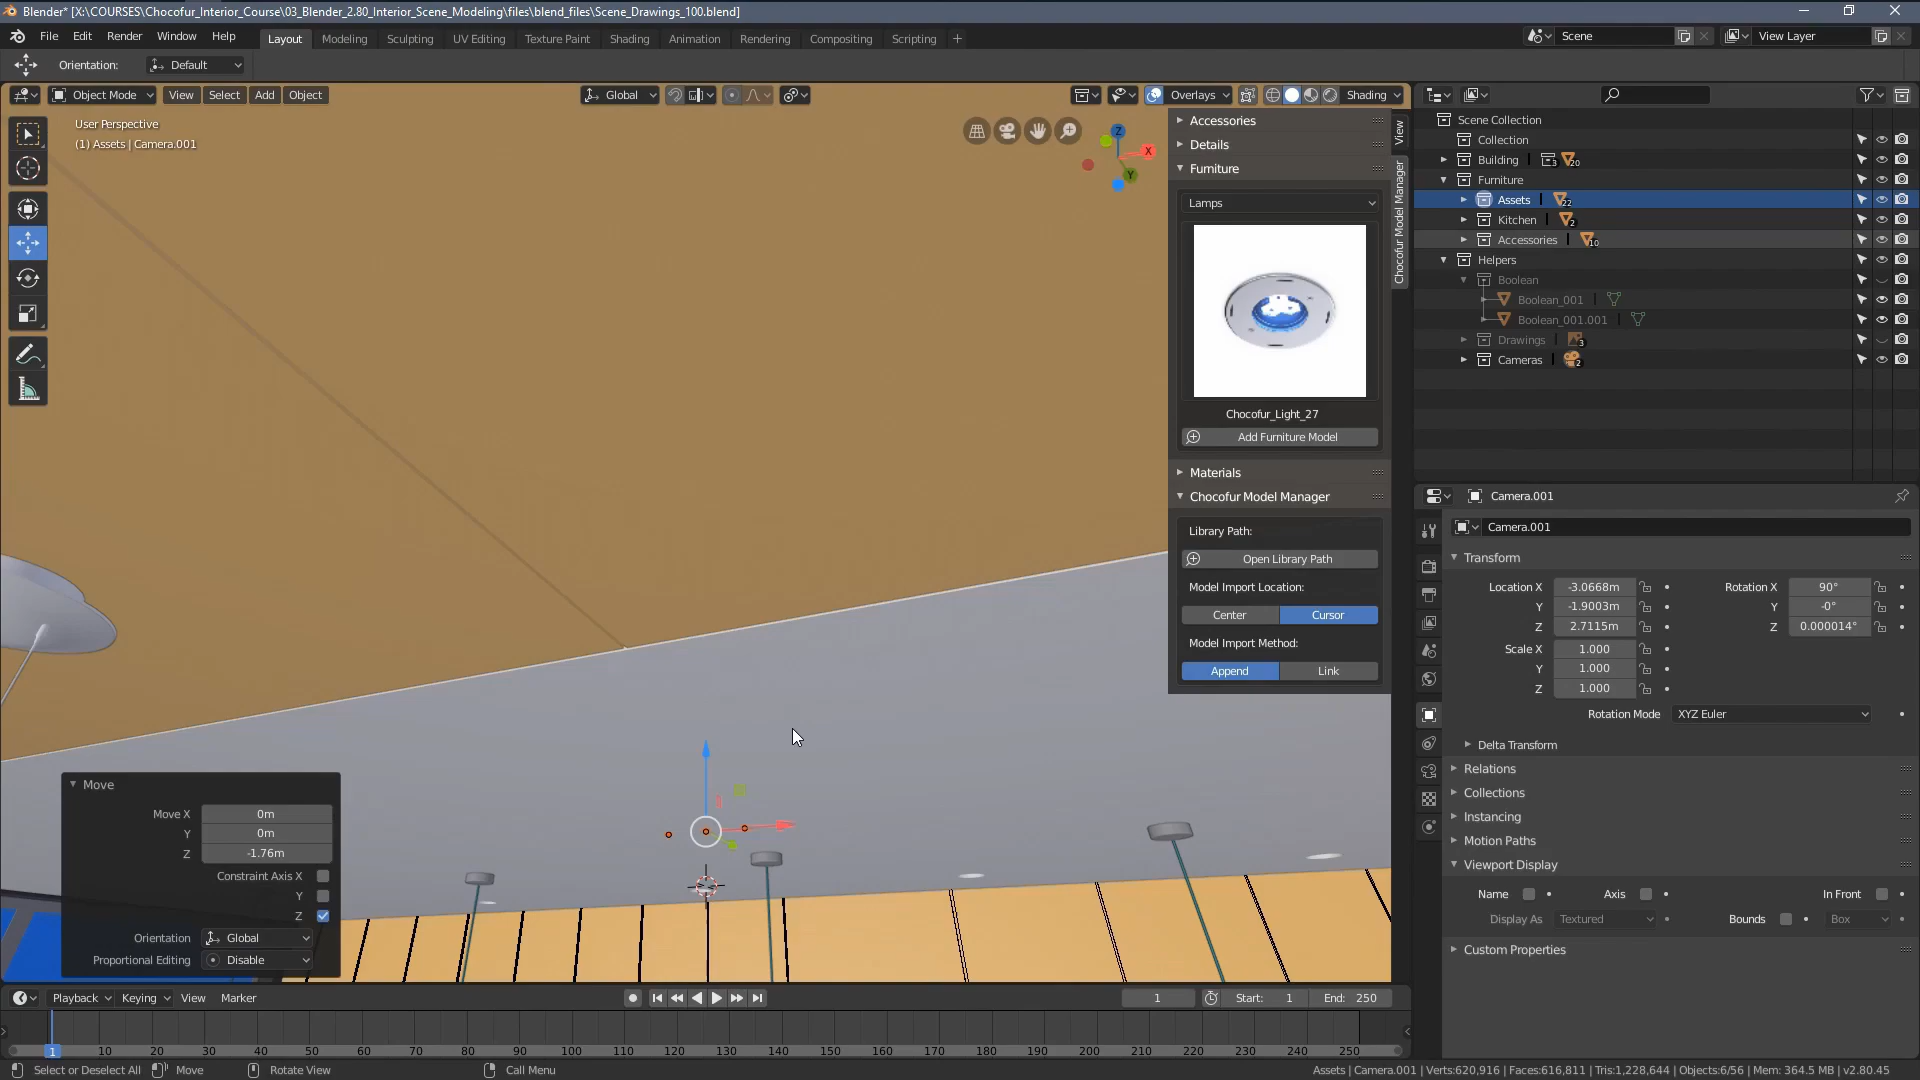 Blender* [X:\COURSES\Chocofur_Interior_Course\03_Blender_2.80_Interior_Scene_Modeling\files\blend_files\Scene_Drawings_100.blend]
File Edit Render Window Help Layout Modeling Sculpting UV Editing Texture Paint Shading Animation Rendering Compositing Scripting + Scene View Layer
Orientation: Default
Object Mode View Select Add Object Global Overlays Shading
User Perspective
(1) Assets | Camera.001
Z
X
Y
Accessories
Details
Furniture
Lamps
Chocofur_Light_27
Add Furniture Model
Materials
Chocofur Model Manager
Library Path:
Open Library Path
Model Import Location:
Center Cursor
Model Import Method:
Append Link
View
Chocofur Model Manager
Scene Collection
Collection
Building 3 20
Furniture
Assets 22
Kitchen 2
Accessories 10
Helpers
Boolean
Boolean_001
Boolean_001.001
Drawings 3
Cameras 2
Camera.001
Camera.001
Transform
Location X -3.0668m Rotation X 90°
Y -1.9003m Y -0°
Z 2.7115m Z 0.000014°
Scale X 1.000
Y 1.000
Z 1.000
Rotation Mode XYZ Euler
Delta Transform
Relations
Collections
Instancing
Motion Paths
Viewport Display
Name Axis In Front
Display As Textured Bounds Box
Custom Properties
Move
Move X 0m
Y 0m
Z -1.76m
Constraint Axis X
Y
Z
Orientation Global
Proportional Editing Disable
Playback Keying View Marker 1 Start: 1 End: 250
1 10 20 30 40 50 60 70 80 90 100 110 120 130 140 150 160 170 180 190 200 210 220 230 240 250
Select or Deselect All Move Rotate View Call Menu Assets | Camera.001 | Verts:620,916 | Faces:616,811 | Tris:1,228,644 | Objects:6/56 | Mem: 364.5 MB | v2.80.45